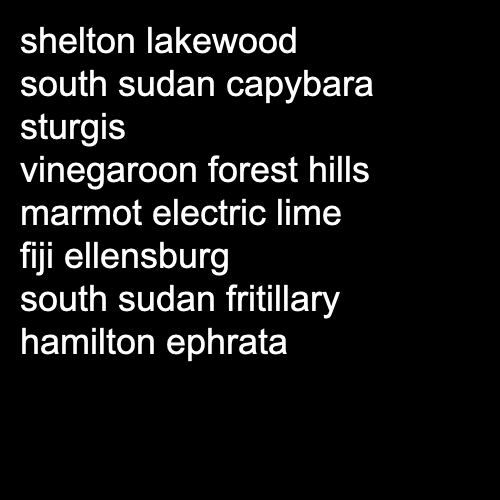 shelton lakewood
south sudan capybara
sturgis
vinegaroon forest hills
marmot electric lime
fiji ellensburg
south sudan fritillary
hamilton ephrata